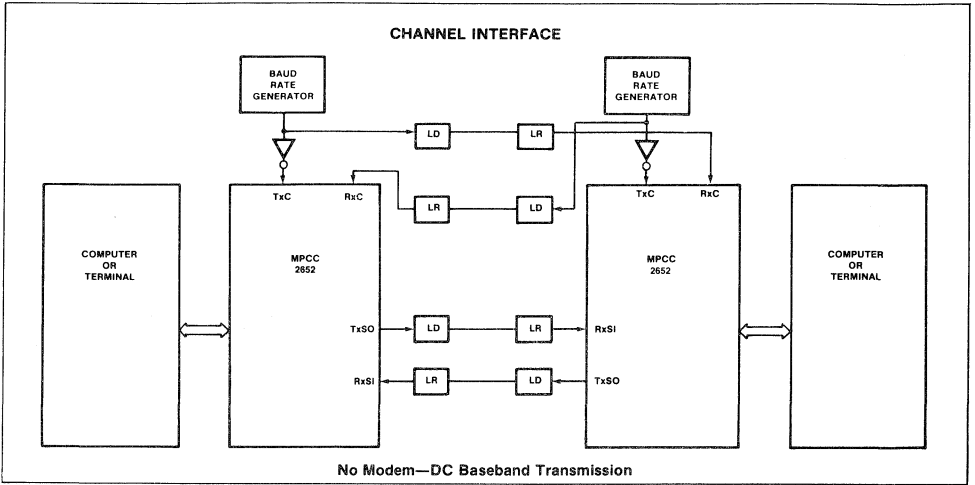 CHANNEL INTERFACE
BAUD
RATE
GENERATOR
BAUD
RATE
GENERATOR
LD
LR
TxC
RxC
LR
LD
TxC
RxC
COMPUTER
OR
TERMINAL
MPCC
2652
MPCC
2652
COMPUTER
OR
TERMINAL
TxSO
LD
LR
RxSI
RxSI
LR
LD
TxSO
No Modem—DC Baseband Transmission